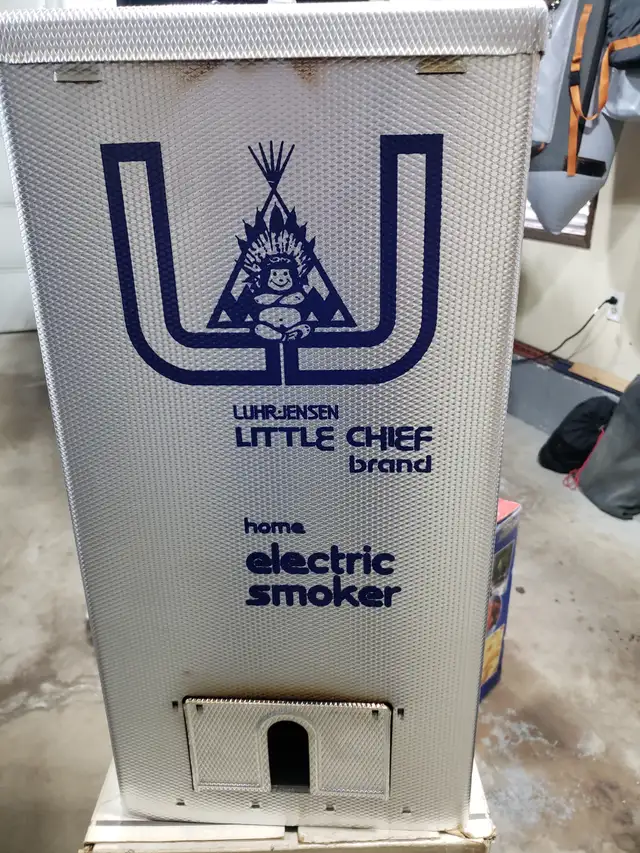 LUHR-JENSEN
LITTLE CHIEF
brand
home
electric
smoker